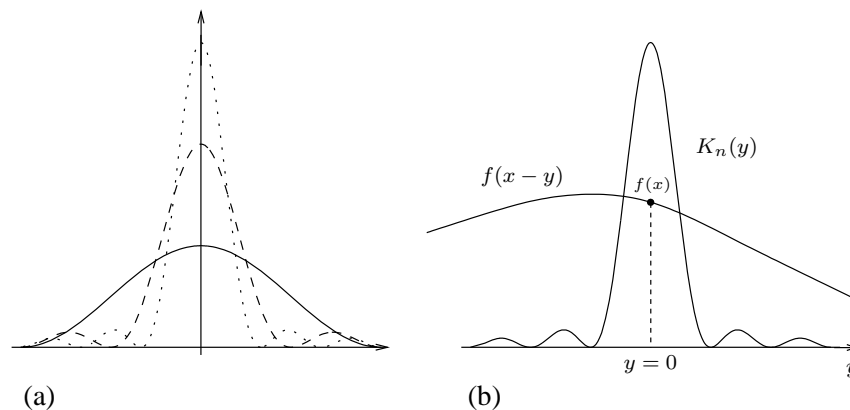 K_n(y)
f(x − y)
f(x)
y = 0
(a)
(b)